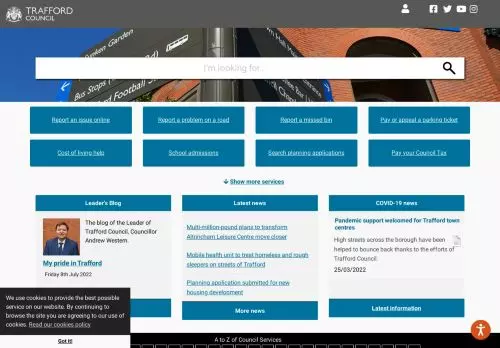 TRAFFORD
COUNCIL
Sunken Garden
Bus Stops
I'm looking for..
Report an issue online
Report a problem on a road
Report a missed bin
Pay or appeal a parking ticket
Cost of living help
School admissions
Search planning applications
Pay your Council Tax
Show more services
Leader's Blog
The blog of the Leader of
Trafford Council, Councillor
Andrew Western.
My pride in Trafford
Friday 8th July 2022
Latest news
Multi-million-pound plans to transform
Altrincham Leisure Centre move closer
Mobile health unit to treat homeless and rough
sleepers on streets of Trafford
Planning application submitted for new
housing development
More news
COVID-19 news
Pandemic support welcomed for Trafford town
centres
High streets across the borough have been
helped to bounce back thanks to the efforts of
Trafford Council.
25/03/2022
Latest information
We use cookies to provide the best possible
service on our website. By continuing to
browse the site you are agreeing to our use of
cookies. Read our cookies policy
Got it!
A to Z of Council Services